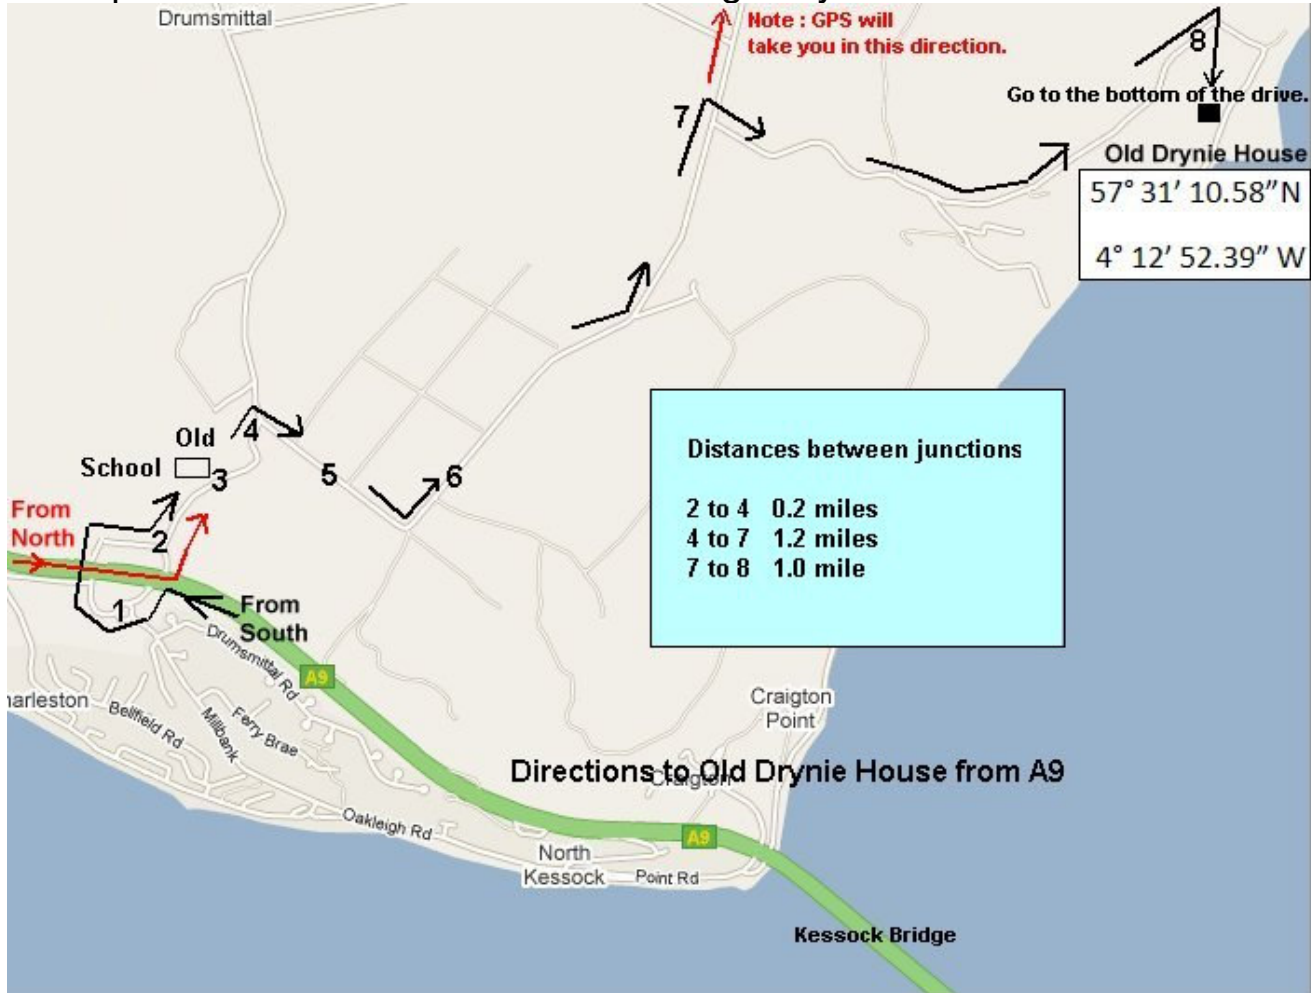 Drumsmittal
Note : GPS will
take you in this direction.
8
Go to the bottom of the drive.
7
Old Drynie House
57° 31′ 10.58″N
4° 12′ 52.39″ W
4
Old
School
3
5
6
From
North
2
1
From
South
Distances between junctions
2 to 4 0.2 miles
4 to 7 1.2 miles
7 to 8 1.0 mile
Drumsmittal Rd
A9
harleston
Bellfield Rd
Millbank
Ferry Brae
Craigton
Point
Directions to Old Drynie House from A9
Craigton
Oakleigh Rd
A9
North
Kessock
Point Rd
Kessock Bridge